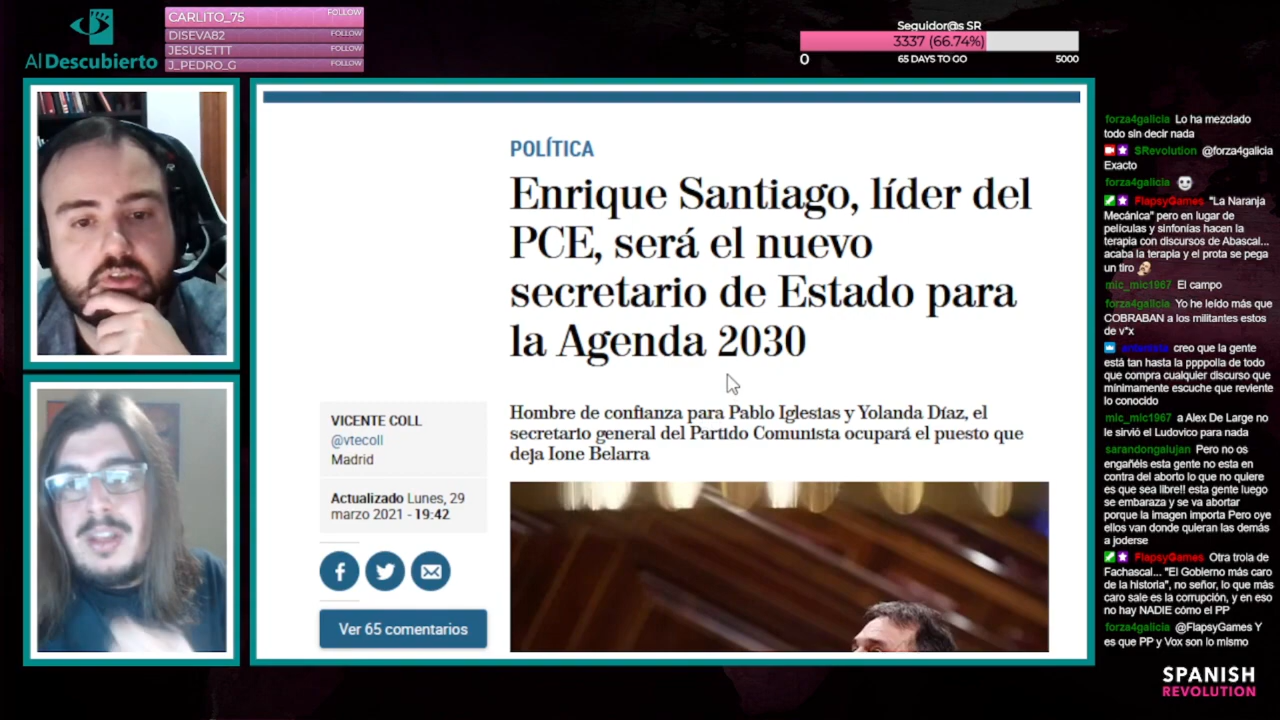 Al Descubierto
CARLITO_75 FOLLOW
DISEVA82 FOLLOW
JESUSETTT FOLLOW
J_PEDRO_G FOLLOW
Seguidor@s SR
3337 (66.74%)
0 65 DAYS TO GO 5000
POLÍTICA
Enrique Santiago, líder del
PCE, será el nuevo
secretario de Estado para
la Agenda 2030
Hombre de confianza para Pablo Iglesias y Yolanda Díaz, el
secretario general del Partido Comunista ocupará el puesto que
deja Ione Belarra
VICENTE COLL
@vtecoll
Madrid
Actualizado Lunes, 29
marzo 2021 - 19:42
Ver 65 comentarios
forza4galicia Lo ha mezclado
todo sin decir nada
SRevolution @forza4galicia
Exacto
forza4galicia
FlapsyGames "La Naranja
Mecánica" pero en lugar de
películas y sinfonías hacen la
terapia con discursos de Abascal...
acaba la terapia y el prota se pega
un tiro
mic_mic1967 El campo
forza4galicia Yo he leído más que
COBRABAN a los militantes estos
de v*x
creo que la gente
está tan hasta la ppppolla de todo
que compra cualquier discurso que
mínimamente escuche que reviente
lo conocido
mic_mic1967 a Alex De Large no
le sirvió el Ludovico para nada
sarandongalujan Pero no os
engañéis esta gente no esta en
contra del aborto lo que no quiere
es que sea libre!! esta gente luego
se embaraza y se va abortar
porque la imagen importa Pero oye
ellos van donde quieran las demás
a joderse
FlapsyGames Otra trola de
Fachascal... "El Gobierno más caro
de la historia", no señor, lo que más
caro sale es la corrupción, y en eso
no hay NADIE cómo el PP
forza4galicia @FlapsyGames Y
es que PP y Vox son lo mismo
SPANISH
REVOLUTION